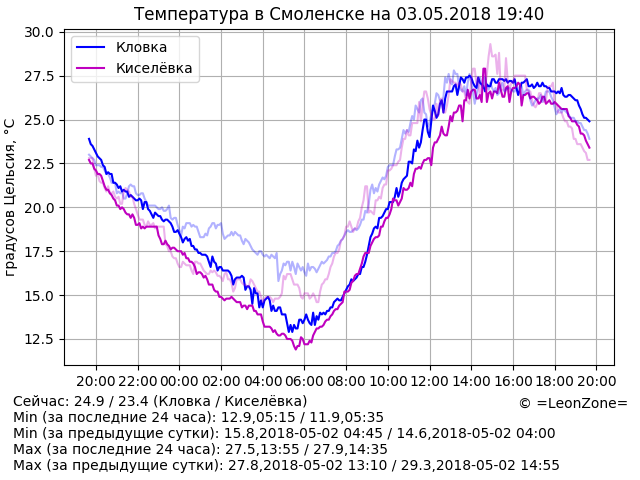 Температура в Смоленске на 03.05.2018 19:40
градусов Цельсия, °C
30.0
27.5
25.0
22.5
20.0
17.5
15.0
12.5
Кловка
Киселёвка
20:00 22:00 00:00 02:00 04:00 06:00 08:00 10:00 12:00 14:00 16:00 18:00 20:00
Сейчас: 24.9 / 23.4 (Кловка / Киселёвка)
© =LeonZone=
Min (за последние 24 часа): 12.9,05:15 / 11.9,05:35
Min (за предыдущие сутки): 15.8,2018-05-02 04:45 / 14.6,2018-05-02 04:00
Max (за последние 24 часа): 27.5,13:55 / 27.9,14:35
Max (за предыдущие сутки): 27.8,2018-05-02 13:10 / 29.3,2018-05-02 14:55